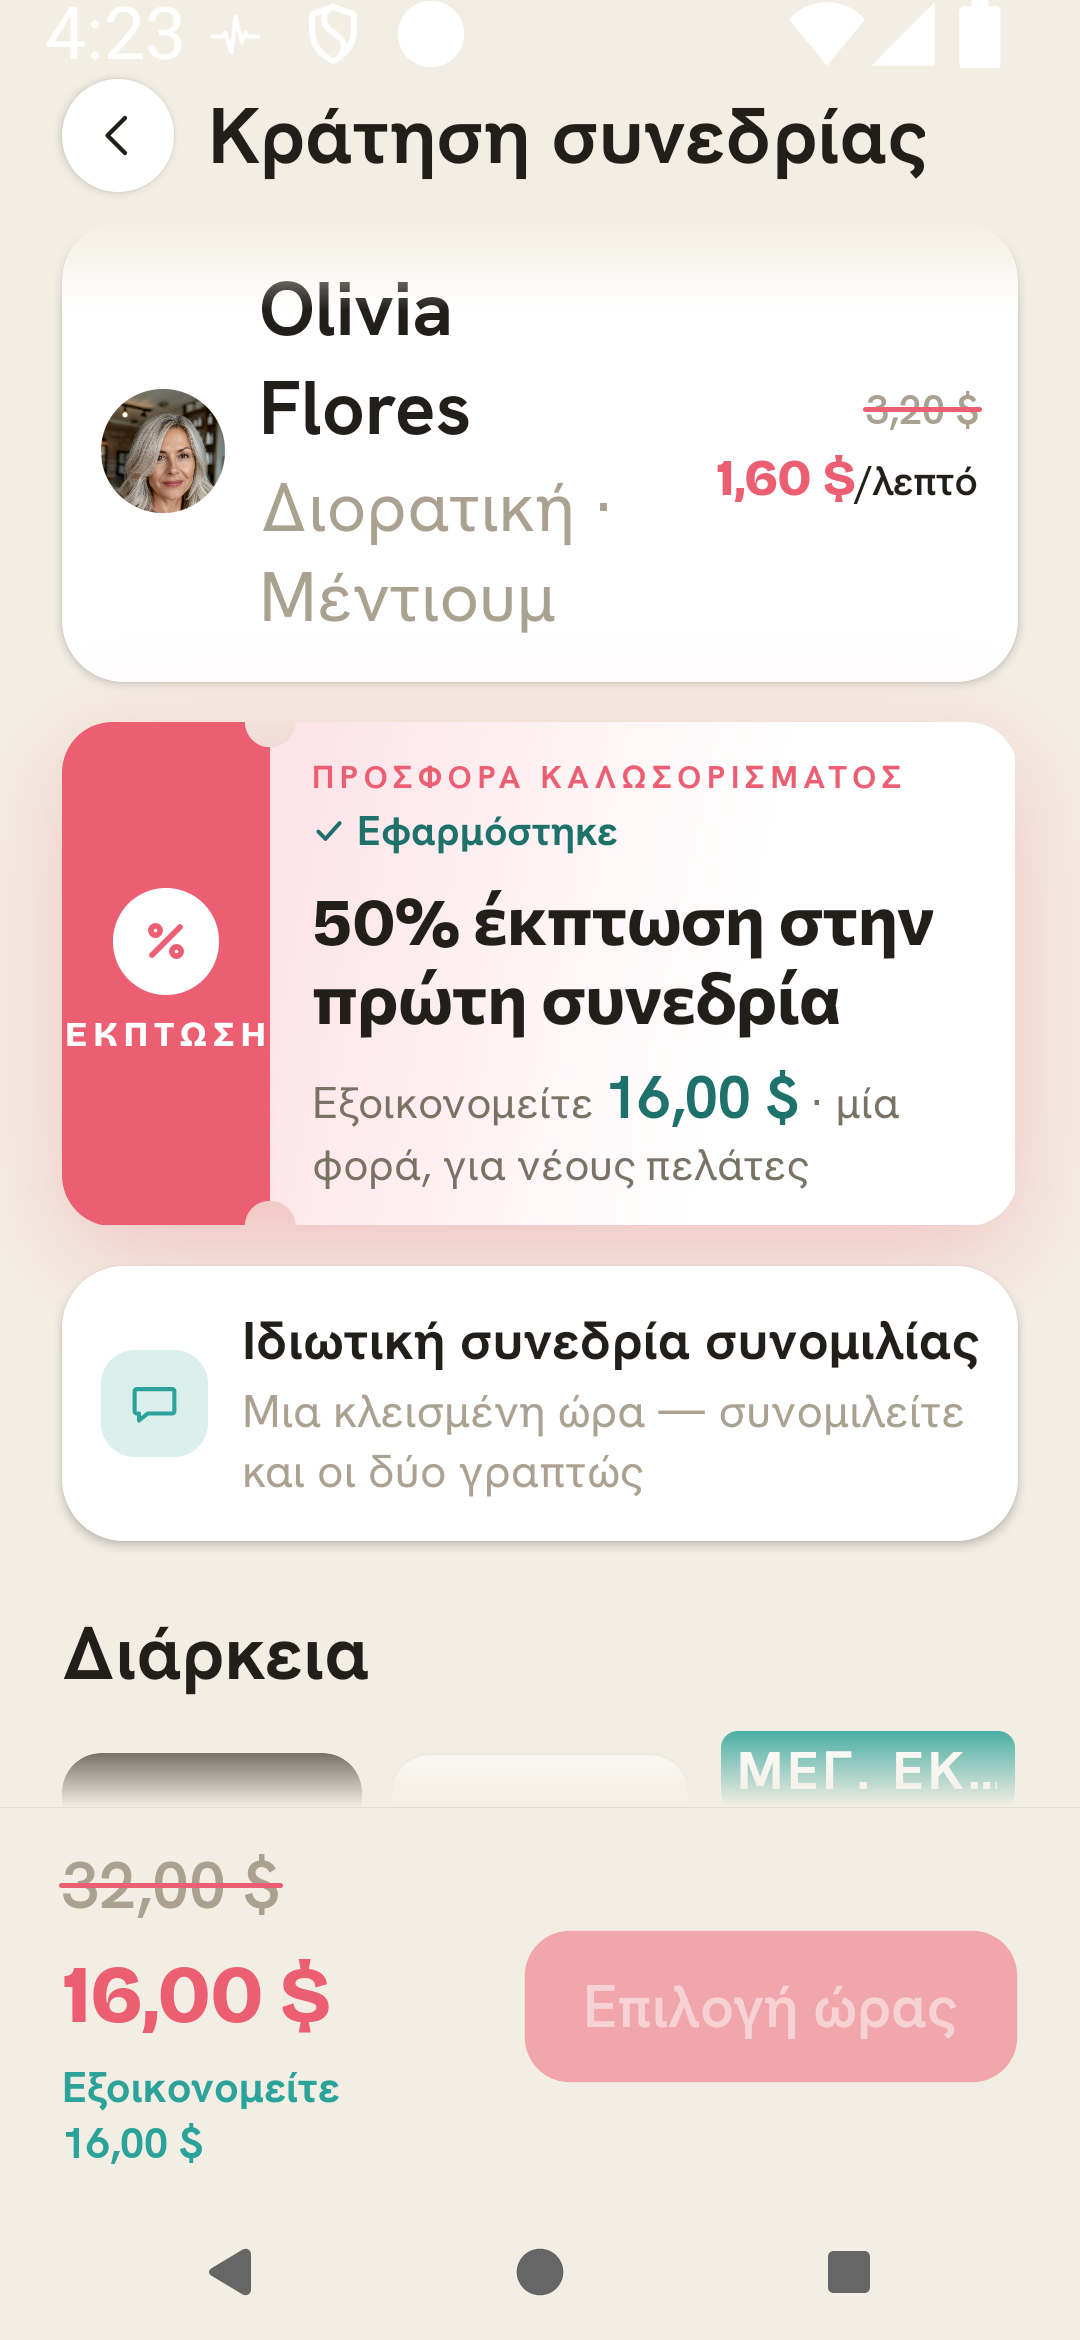 4:23
Κράτηση συνεδρίας
Olivia
Flores
Διορατική ·
Μέντιουμ
3,20 $
1,60 $/λεπτό
ΠΡΟΣΦΟΡΑ ΚΑΛΩΣΟΡΙΣΜΑΤΟΣ
Εφαρμόστηκε
50% έκπτωση στην
πρώτη συνεδρία
ΕΚΠΤΩΣΗ
Εξοικονομείτε 16,00 $ · μία
φορά, για νέους πελάτες
Ιδιωτική συνεδρία συνομιλίας
Μια κλεισμένη ώρα — συνομιλείτε
και οι δύο γραπτώς
Διάρκεια
ΜΕΓ. ΕΚ…
32,00 $
16,00 $
Εξοικονομείτε
16,00 $
Επιλογή ώρας